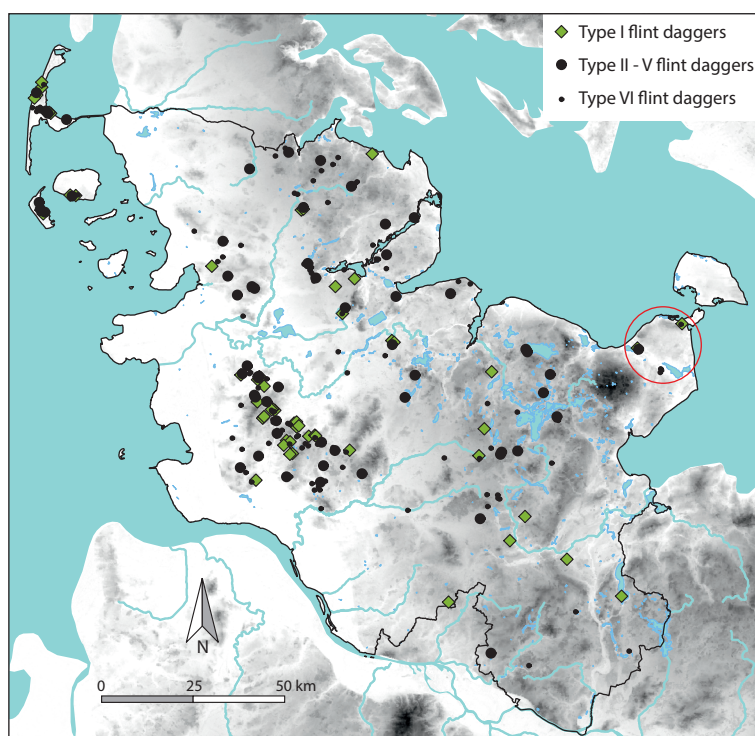 Type I flint daggers
Type II - V flint daggers
Type VI flint daggers
N
0 25 50 km